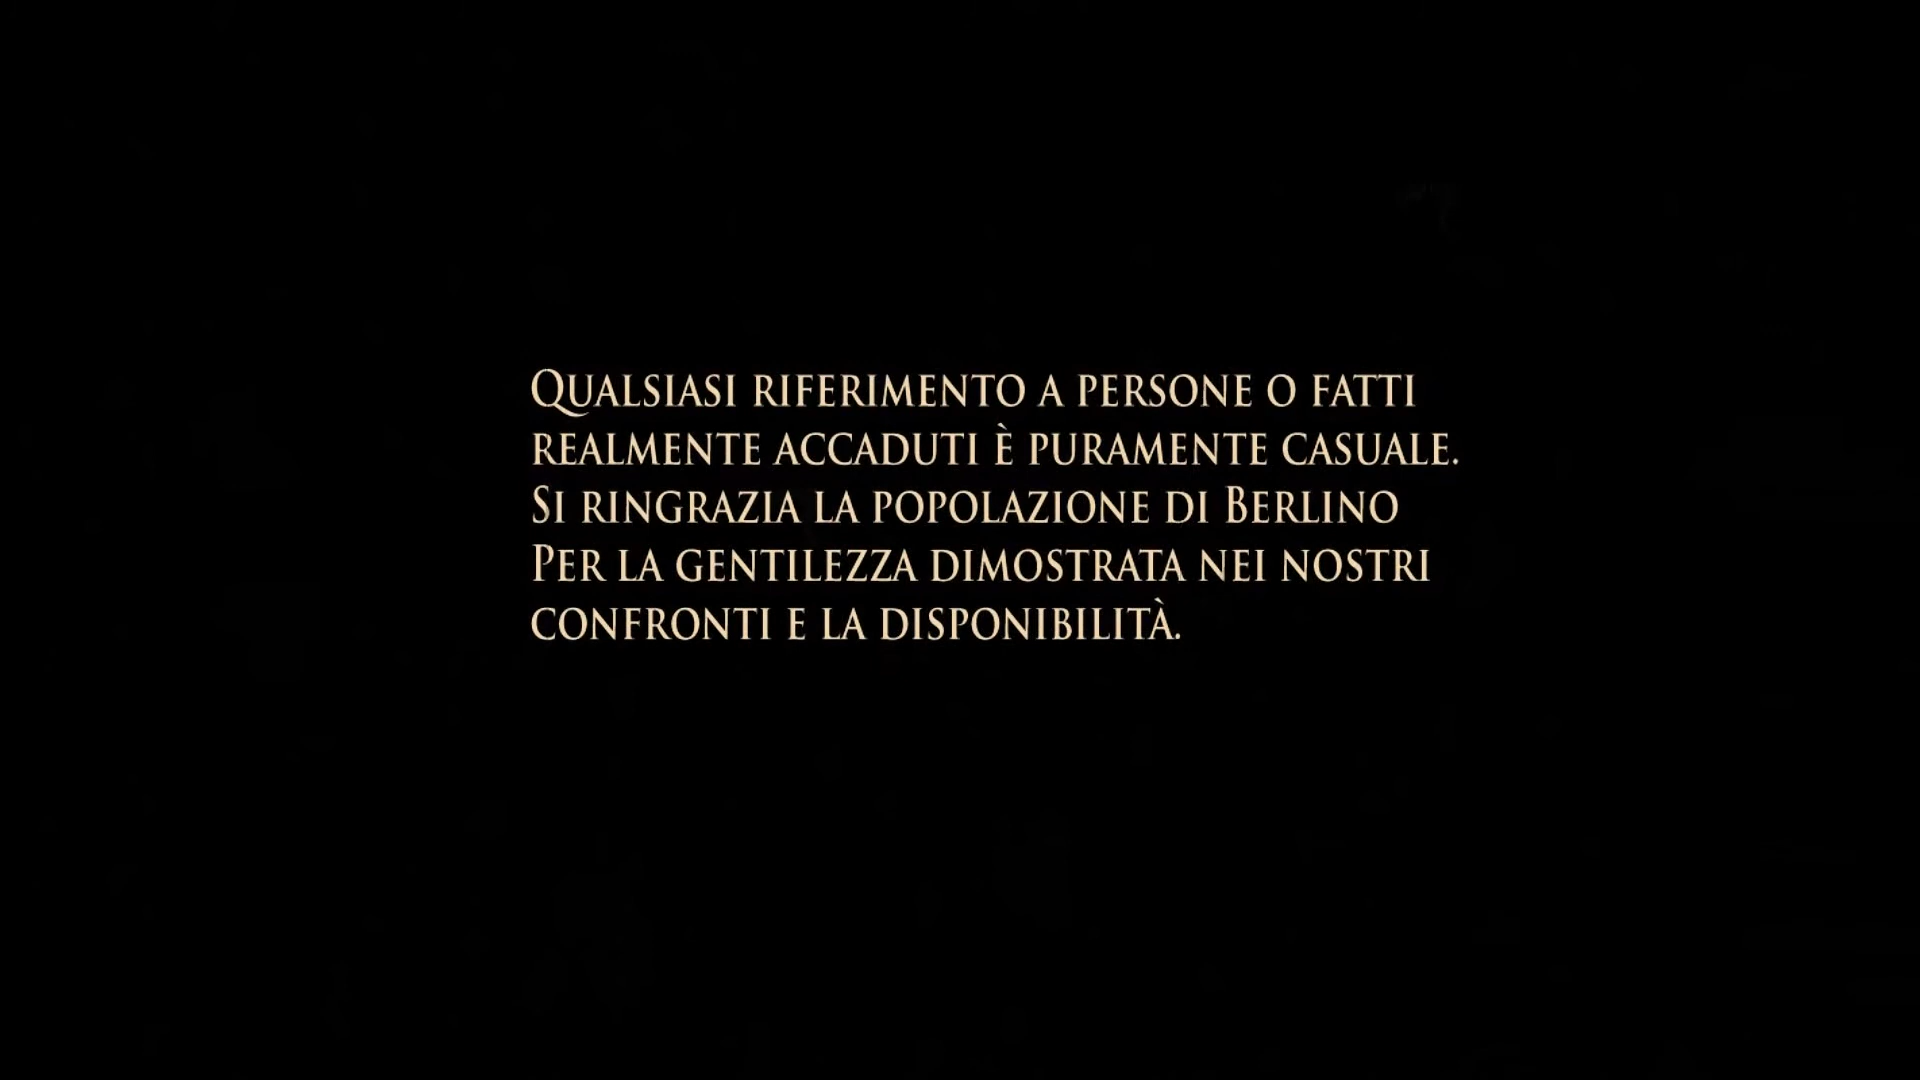 Qualsiasi riferimento a persone o fatti
realmente accaduti è puramente casuale.
Si ringrazia la popolazione di Berlino
Per la gentilezza dimostrata nei nostri
confronti e la disponibilità.